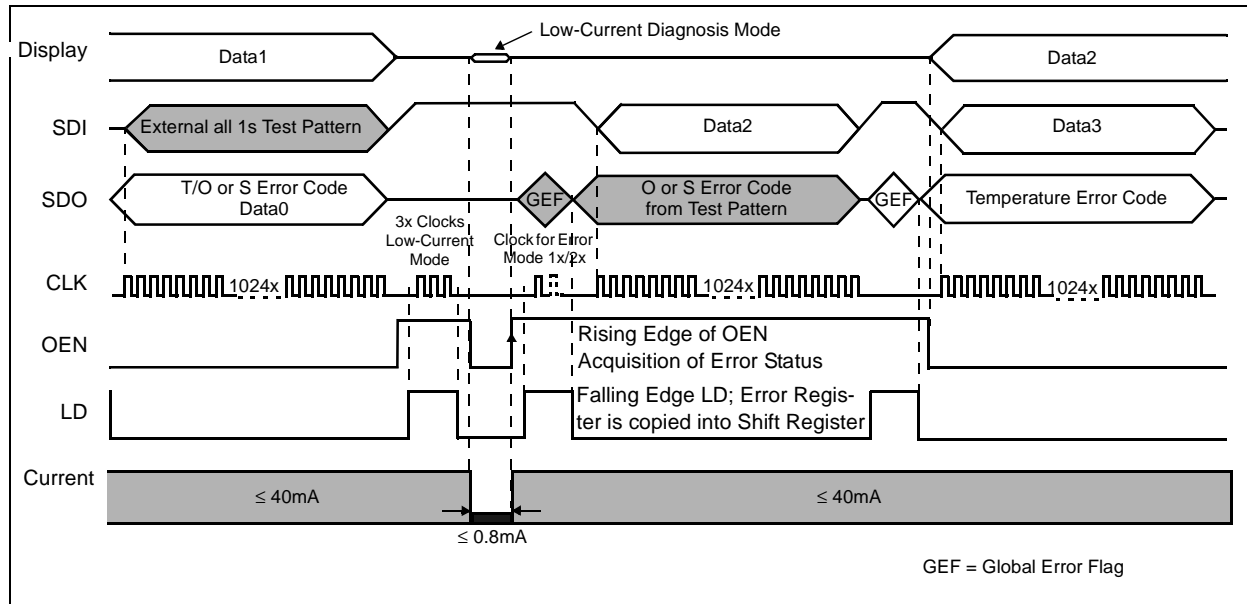 Low-Current Diagnosis Mode
Display
Data1
Data2
SDI
External all 1s Test Pattern
Data2
Data3
SDO
T/O or S Error Code
Data0
GEF
O or S Error Code
from Test Pattern
GEF
Temperature Error Code
3x Clocks
Low-Current
Mode
Clock for Error
Mode 1x/2x
CLK
1024x
1024x
1024x
OEN
Rising Edge of OEN
Acquisition of Error Status
LD
Falling Edge LD; Error Regis-
ter is copied into Shift Register
Current
≤ 40mA
≤ 40mA
≤ 0.8mA
GEF = Global Error Flag